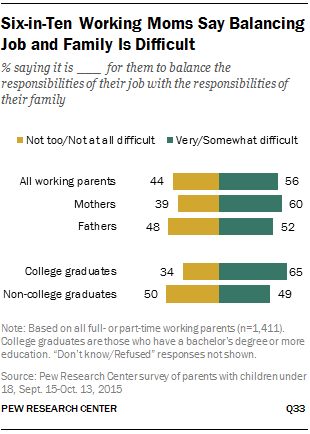 Six-in-Ten Working Moms Say Balancing
Job and Family Is Difficult
% saying it is ____ for them to balance the
responsibilities of their job with the responsibilities of
their family
Not too/Not at all difficult Very/Somewhat difficult
All working parents 44 56
Mothers 39 60
Fathers 48 52
College graduates 34 65
Non-college graduates 50 49
Note: Based on all full- or part-time working parents (n=1,411).
College graduates are those who have a bachelor's degree or more
education. “Don't know/Refused” responses not shown.
Source: Pew Research Center survey of parents with children under
18, Sept. 15-Oct. 13, 2015
PEW RESEARCH CENTER Q33